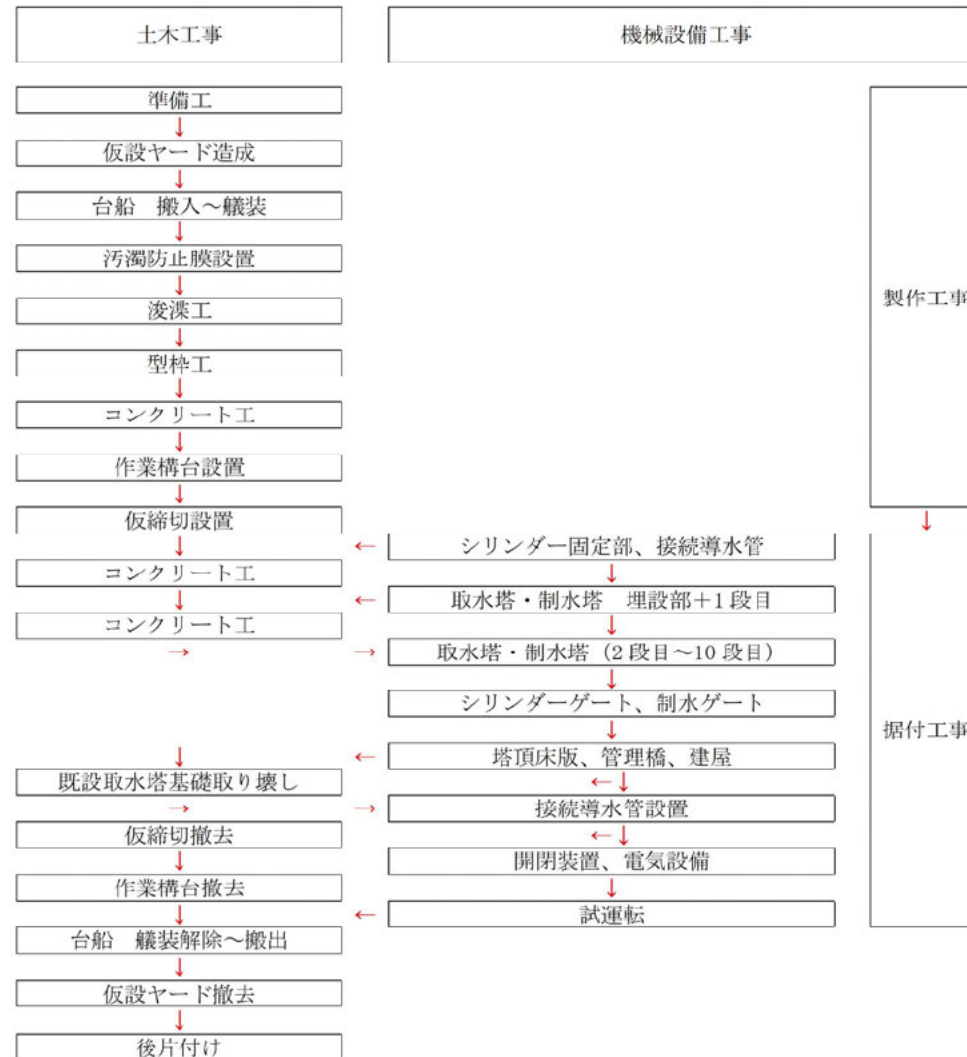 土木工事
機械設備工事
準備工
↓
仮設ヤード造成
↓
台船　搬入～艤装
↓
汚濁防止膜設置
↓
浚渫工
↓
型枠工
↓
コンクリート工
↓
作業構台設置
↓
仮締切設置
↓
コンクリート工
コンクリート工
→
↓
既設取水塔基礎取り壊し
→
仮締切撤去
↓
作業構台撤去
↓
台船　艤装解除～搬出
↓
仮設ヤード撤去
↓
後片付け
← シリンダー固定部、接続導水管
↓
← 取水塔・制水塔　埋設部＋1段目
↓
→ 取水塔・制水塔（2段目～10段目）
↓
シリンダーゲート、制水ゲート
↓
← 塔頂床版、管理橋、建屋
←↓
→ 接続導水管設置
←↓
開閉装置、電気設備
↓
← 試運転
製作工事
↓
据付工事